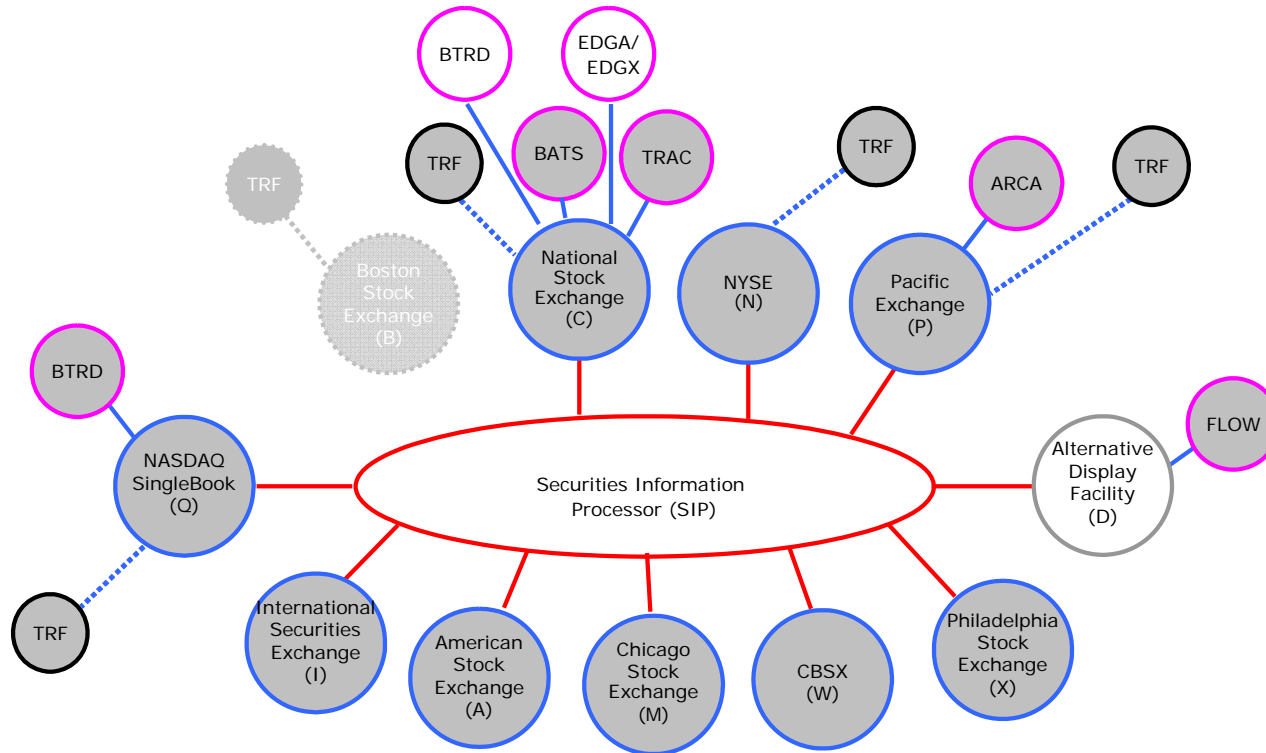 BTRD
EDGA/
EDGX
TRF
BATS
TRAC
TRF
ARCA
TRF
TRF
Boston
Stock
Exchange
(B)
National
Stock
Exchange
(C)
NYSE
(N)
Pacific
Exchange
(P)
BTRD
NASDAQ
SingleBook
(Q)
Securities Information
Processor (SIP)
Alternative
Display
Facility
(D)
FLOW
TRF
International
Securities
Exchange
(I)
American
Stock
Exchange
(A)
Chicago
Stock
Exchange
(M)
CBSX
(W)
Philadelphia
Stock
Exchange
(X)